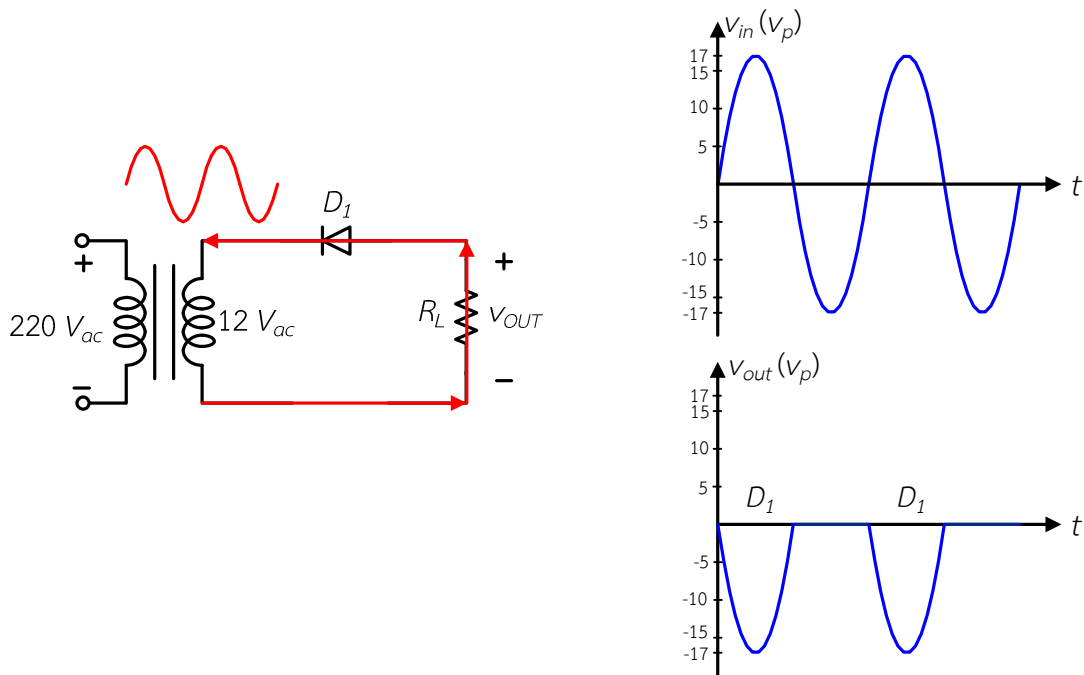 D1
+
220 Vac
12 Vac
RL
+
vOUT
−
−
vin (vp)
17
15
10
5
t
-5
-10
-15
-17
vout (vp)
17
15
10
5
D1
D1
t
-5
-10
-15
-17